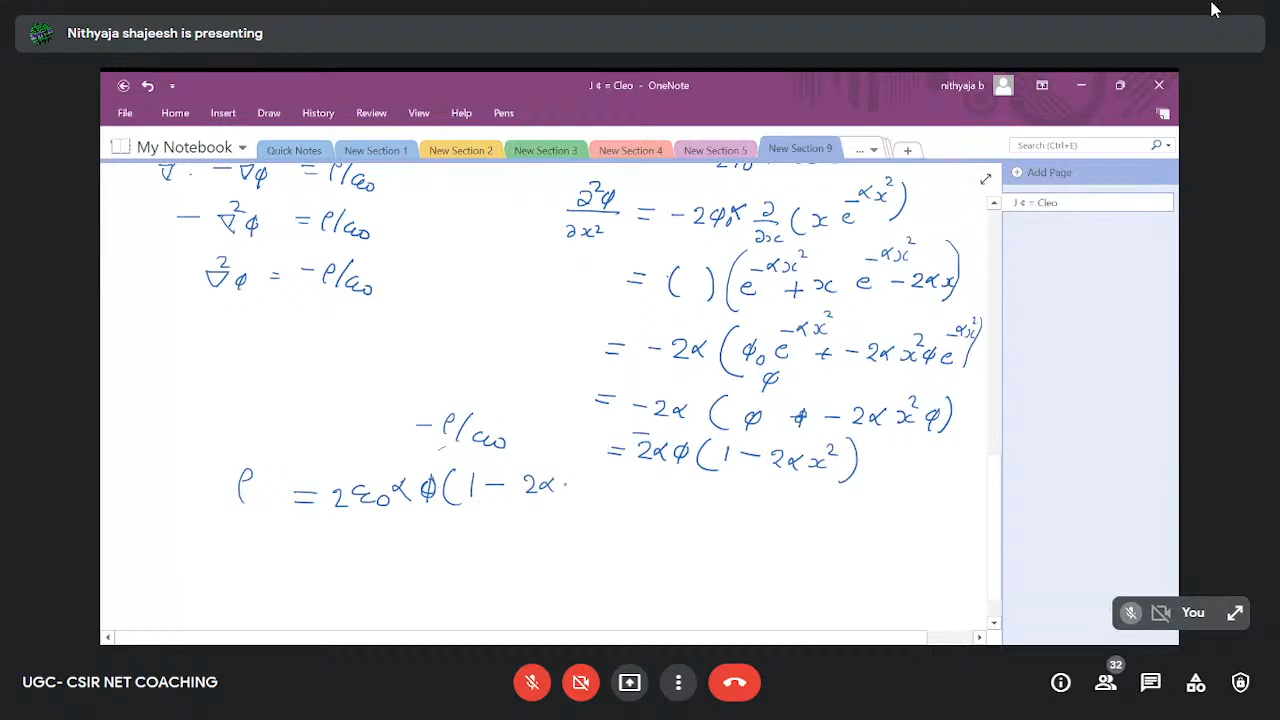 Nithyaja shajeesh is presenting
J ¢ = Cleo - OneNote
nithyaja b
File Home Insert Draw History Review View Help Pens
My Notebook
Quick Notes New Section 1 New Section 2 New Section 3 New Section 4 New Section 5 New Section 9 ...
Search (Ctrl+E)
Add Page
J ¢ = Cleo
∇ · −∇φ = ρ/ε₀
− ∇²φ = ρ/ε₀
∇²φ = −ρ/ε₀
∂²φ/∂x² = −2φ₀α ∂/∂x (x e^−αx²)
= ( ) (e^−αx² + x e^−αx² −2αx)
= −2α (φ₀ e^−αx² + −2αx²φ e^−αx²)
φ
= −2α (φ + −2αx²φ)
= −2αφ (1 − 2αx²)
−ρ/ε₀
ρ = 2ε₀αφ(1 − 2α
You
UGC- CSIR NET COACHING
32